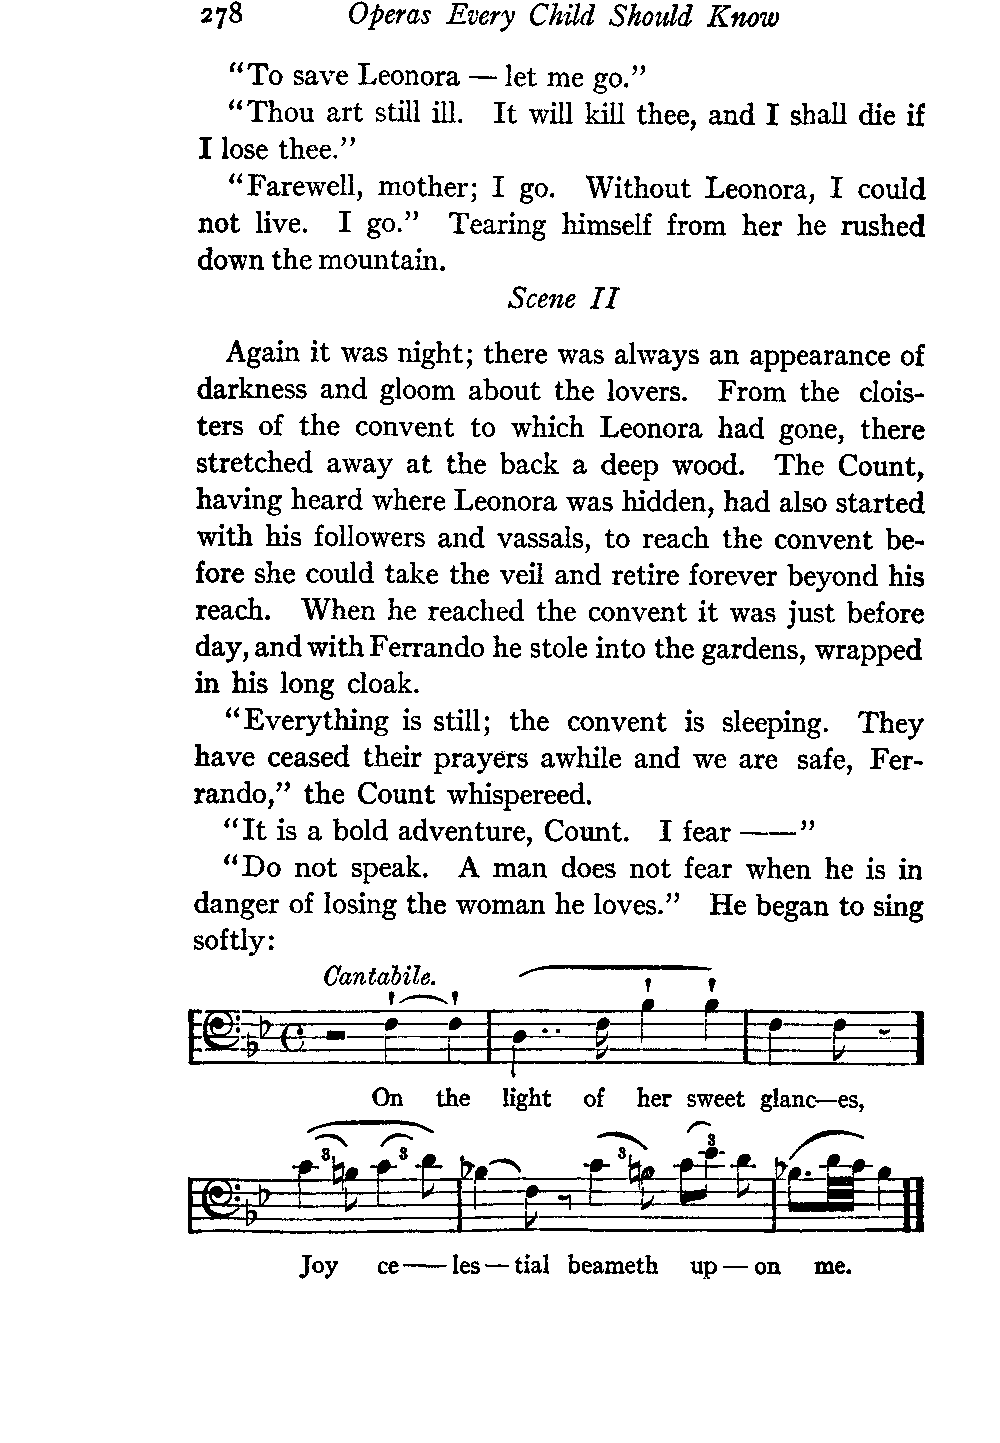 278 Operas Every Child Should Know
“To save Leonora — let me go.”
“Thou art still ill. It will kill thee, and I shall die if
I lose thee.”
“Farewell, mother; I go. Without Leonora, I could
not live. I go.” Tearing himself from her he rushed
down the mountain.
Scene II
Again it was night; there was always an appearance of
darkness and gloom about the lovers. From the clois-
ters of the convent to which Leonora had gone, there
stretched away at the back a deep wood. The Count,
having heard where Leonora was hidden, had also started
with his followers and vassals, to reach the convent be-
fore she could take the veil and retire forever beyond his
reach. When he reached the convent it was just before
day, and with Ferrando he stole into the gardens, wrapped
in his long cloak.
“Everything is still; the convent is sleeping. They
have ceased their prayers awhile and we are safe, Fer-
rando,” the Count whispereed.
“It is a bold adventure, Count. I fear ——”
“Do not speak. A man does not fear when he is in
danger of losing the woman he loves.” He began to sing
softly:
Cantabile.
On the light of her sweet glanc—es,
3 3 3 3
Joy ce——les—tial beameth up—on me.